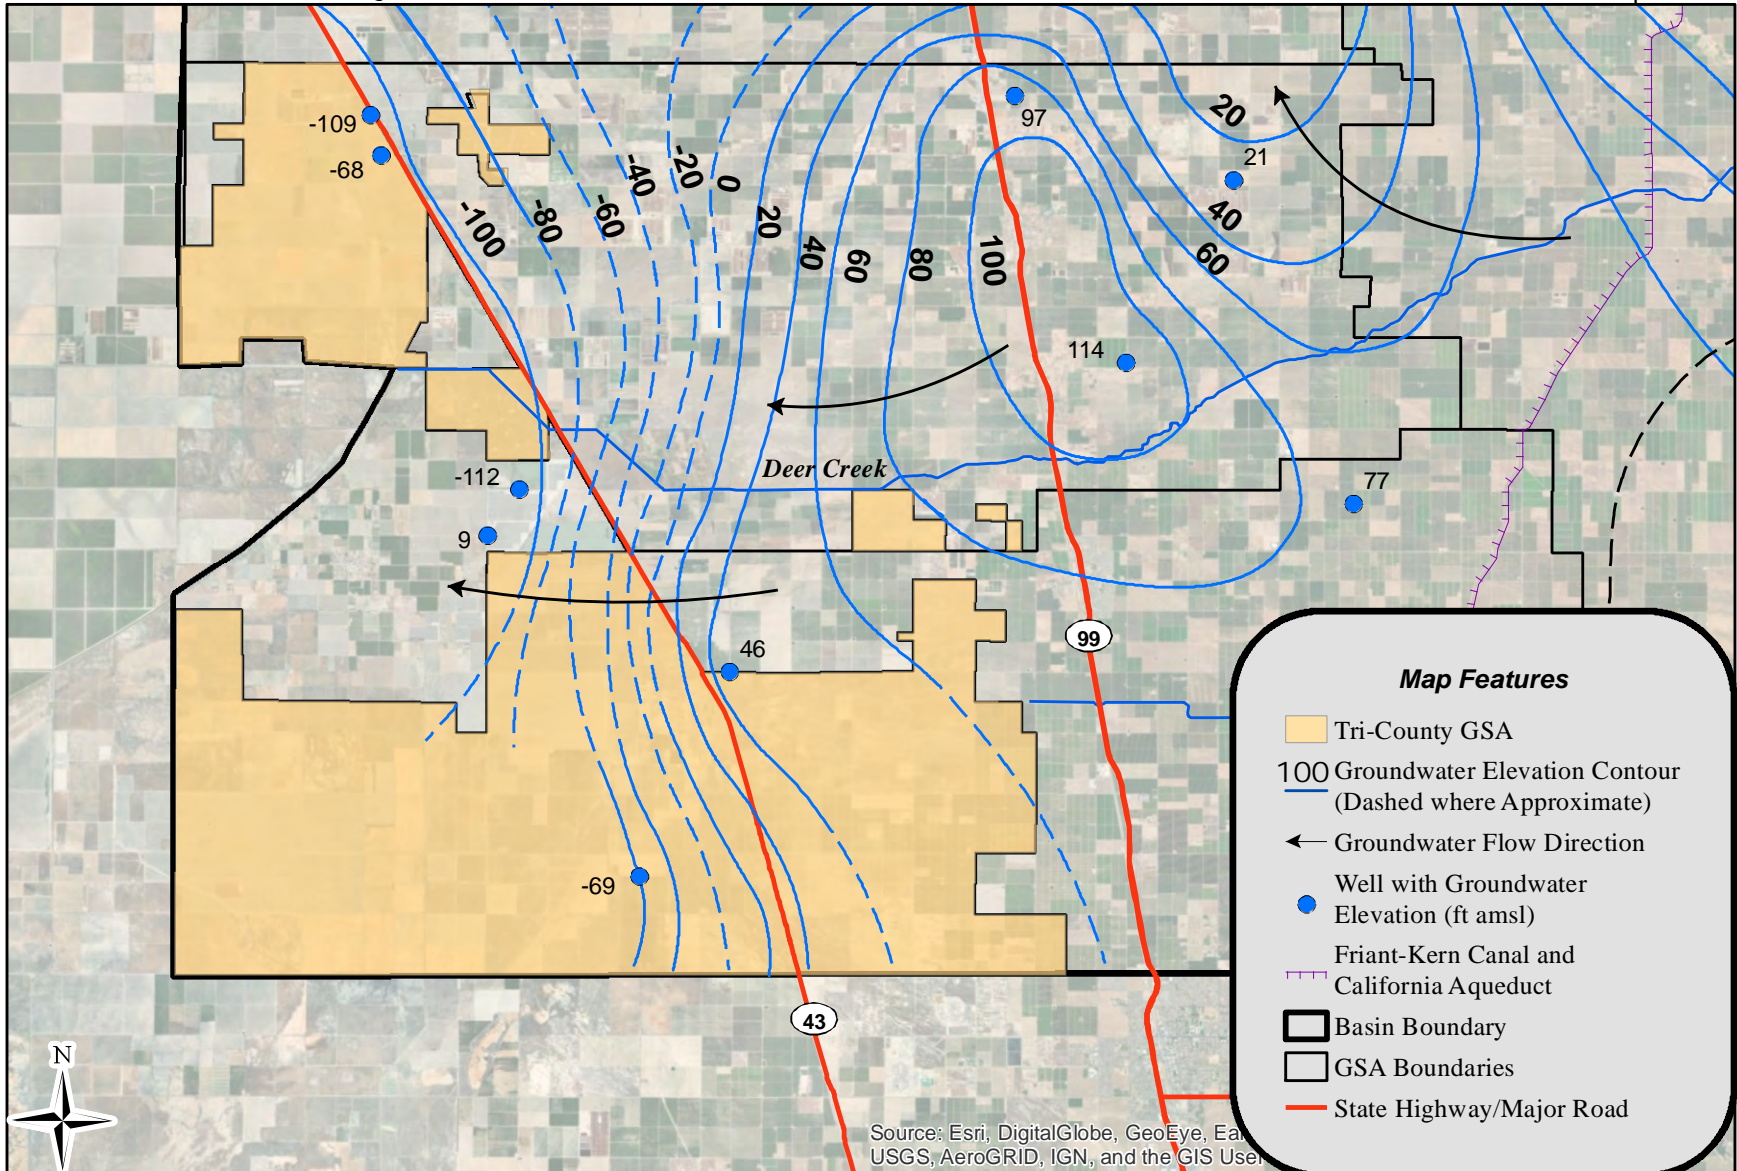 -109
-68
97
20
21
-40
-20
0
-80
-60
-100
20
40
60
80
100
40
60
114
Deer Creek
-112
9
77
46
99
-69
43
N
Map Features
Tri-County GSA
100 Groundwater Elevation Contour
(Dashed where Approximate)
Groundwater Flow Direction
Well with Groundwater
Elevation (ft amsl)
Friant-Kern Canal and
California Aqueduct
Basin Boundary
GSA Boundaries
State Highway/Major Road
Source: Esri, DigitalGlobe, GeoEye,
USGS, AeroGRID, IGN, and the GIS User